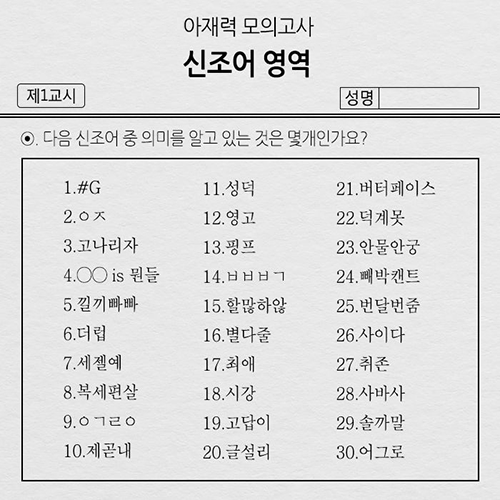 아재력 모의고사
신조어 영역
제1교시
성명
⦿. 다음 신조어 중 의미를 알고 있는 것은 몇개인가요?
1.#G
2.ㅇㅈ
3.고나리자
4.◯◯ is 뭔들
5.낄끼빠빠
6.더럽
7.세젤예
8.복세편살
9.ㅇㄱㄹㅇ
10.제곧내
11.성덕
12.영고
13.핑프
14.ㅂㅂㅂㄱ
15.할많하않
16.별다줄
17.최애
18.시강
19.고답이
20.글설리
21.버터페이스
22.덕계못
23.안물안궁
24.빼박캔트
25.번달번줌
26.사이다
27.취존
28.사바사
29.솔까말
30.어그로